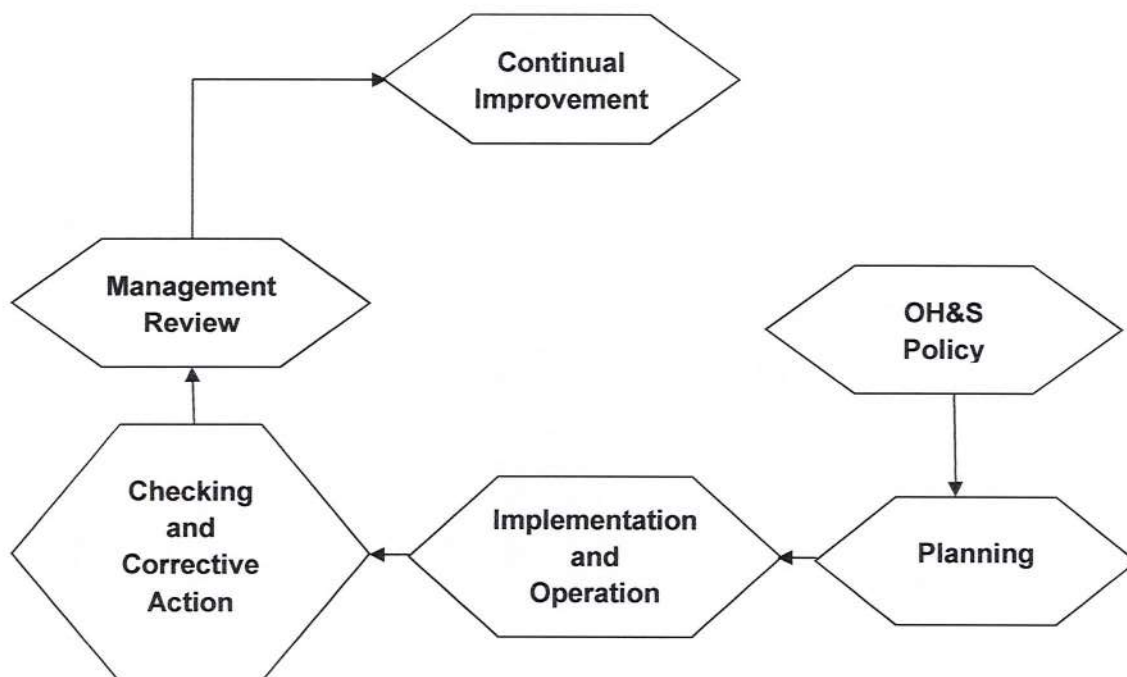 Continual
Improvement
Management
Review
OH&S
Policy
Checking
and
Corrective
Action
Implementation
and
Operation
Planning